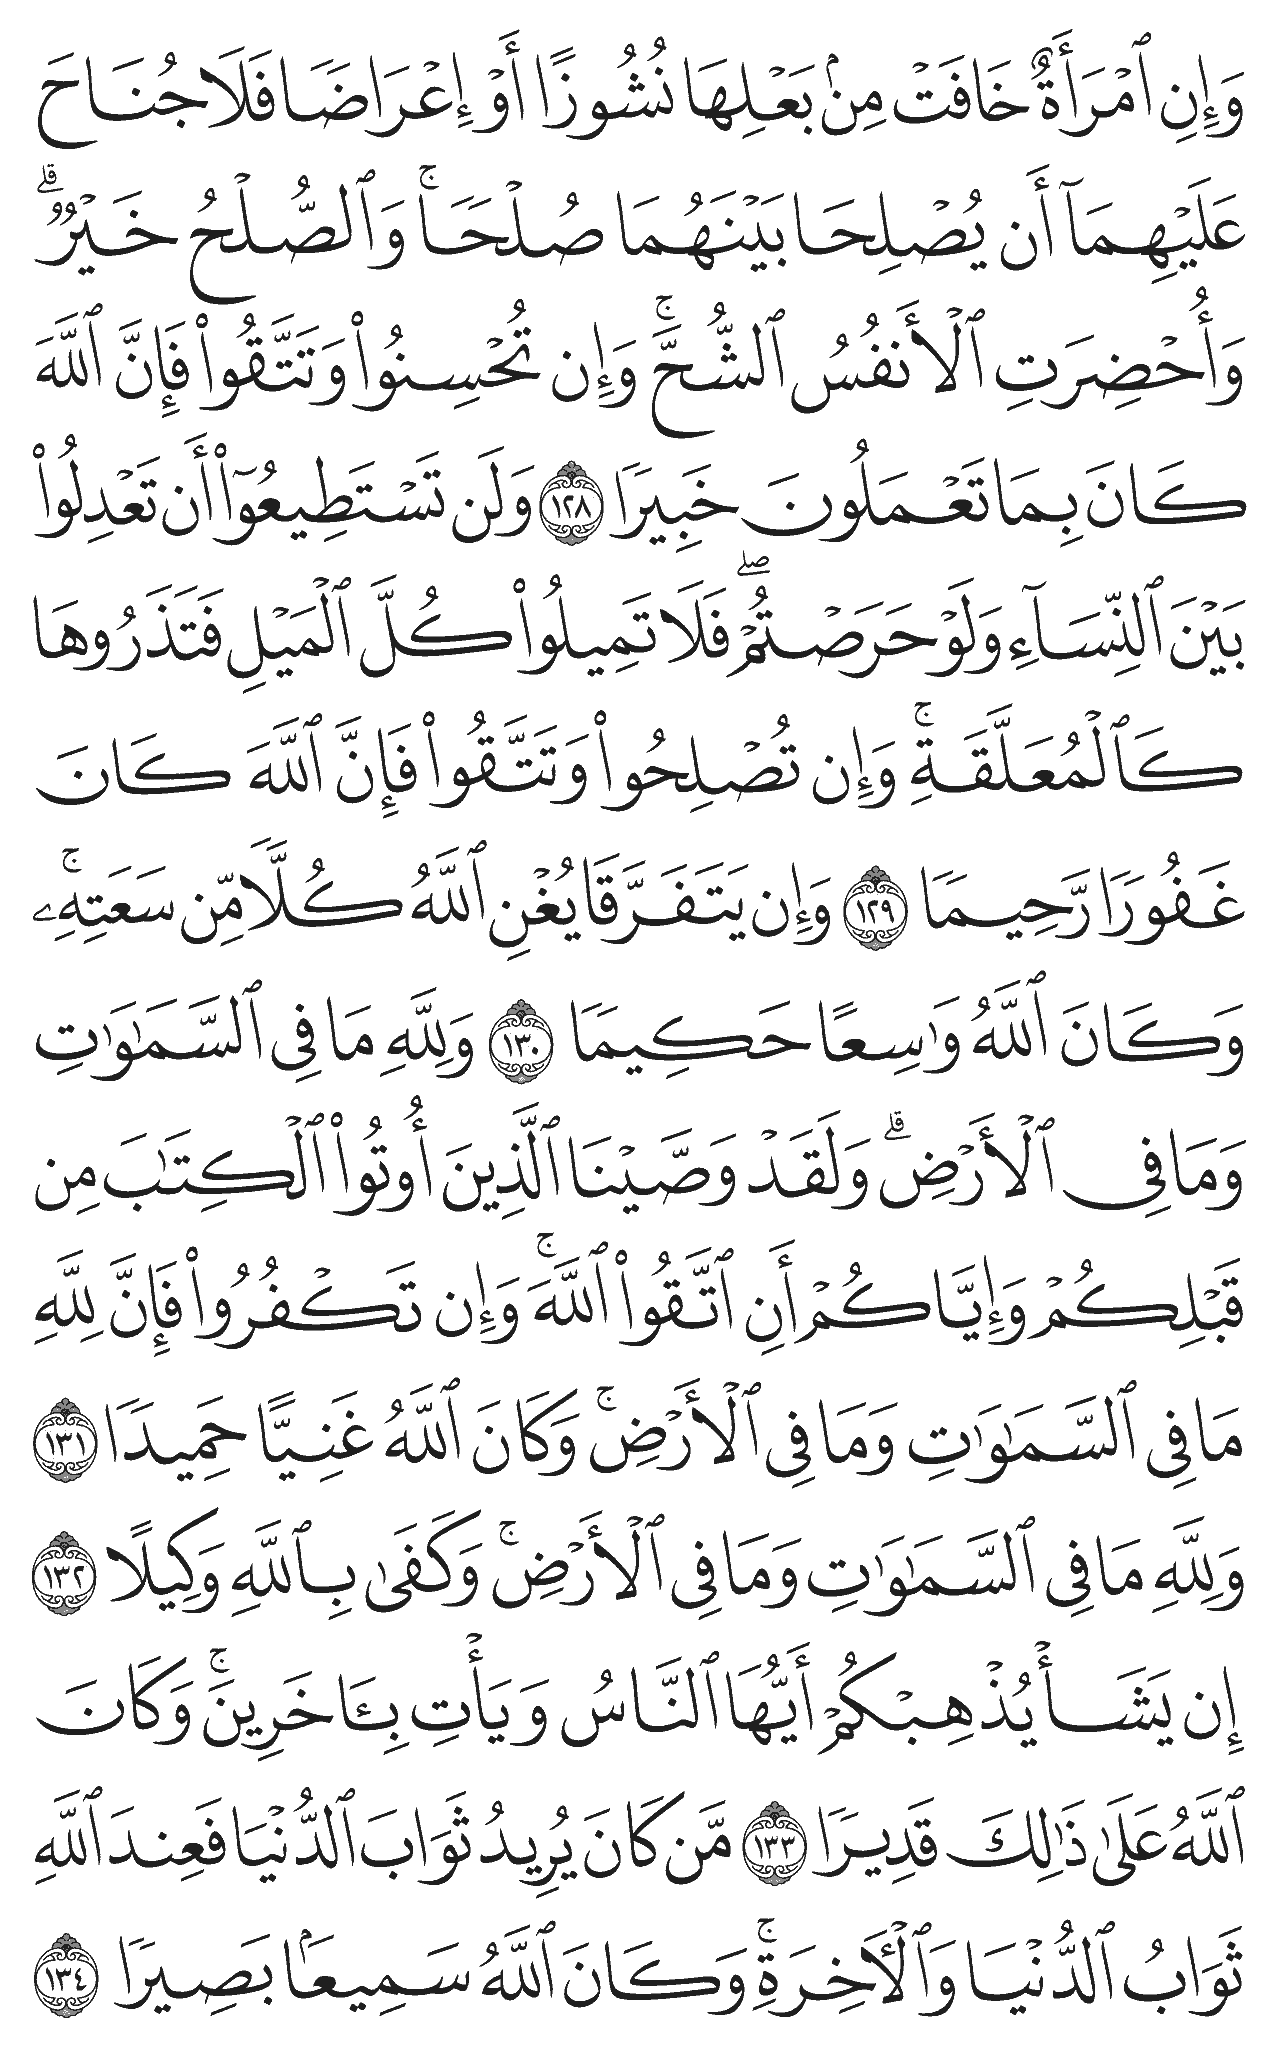 وَإِنِ ٱمْرَأَةٌ خَافَتْ مِنۢ بَعْلِهَا نُشُوزًا أَوْ إِعْرَاضًا فَلَا جُنَاحَ
عَلَيْهِمَآ أَن يُصْلِحَا بَيْنَهُمَا صُلْحًا ۚ وَٱلصُّلْحُ خَيْرٌ ۗ
وَأُحْضِرَتِ ٱلْأَنفُسُ ٱلشُّحَّ ۚ وَإِن تُحْسِنُوا۟ وَتَتَّقُوا۟ فَإِنَّ ٱللَّهَ
كَانَ بِمَا تَعْمَلُونَ خَبِيرًا ١٢٨ وَلَن تَسْتَطِيعُوٓا۟ أَن تَعْدِلُوا۟
بَيْنَ ٱلنِّسَآءِ وَلَوْ حَرَصْتُمْ ۖ فَلَا تَمِيلُوا۟ كُلَّ ٱلْمَيْلِ فَتَذَرُوهَا
كَٱلْمُعَلَّقَةِ ۚ وَإِن تُصْلِحُوا۟ وَتَتَّقُوا۟ فَإِنَّ ٱللَّهَ كَانَ
غَفُورًا رَّحِيمًا ١٢٩ وَإِن يَتَفَرَّقَا يُغْنِ ٱللَّهُ كُلًّا مِّن سَعَتِهِۦ ۚ
وَكَانَ ٱللَّهُ وَٰسِعًا حَكِيمًا ١٣٠ وَلِلَّهِ مَا فِى ٱلسَّمَٰوَٰتِ
وَمَا فِى ٱلْأَرْضِ ۗ وَلَقَدْ وَصَّيْنَا ٱلَّذِينَ أُوتُوا۟ ٱلْكِتَٰبَ مِن
قَبْلِكُمْ وَإِيَّاكُمْ أَنِ ٱتَّقُوا۟ ٱللَّهَ ۚ وَإِن تَكْفُرُوا۟ فَإِنَّ لِلَّهِ
مَا فِى ٱلسَّمَٰوَٰتِ وَمَا فِى ٱلْأَرْضِ ۚ وَكَانَ ٱللَّهُ غَنِيًّا حَمِيدًا ١٣١
وَلِلَّهِ مَا فِى ٱلسَّمَٰوَٰتِ وَمَا فِى ٱلْأَرْضِ ۚ وَكَفَىٰ بِٱللَّهِ وَكِيلًا ١٣٢
إِن يَشَأْ يُذْهِبْكُمْ أَيُّهَا ٱلنَّاسُ وَيَأْتِ بِـَٔاخَرِينَ ۚ وَكَانَ
ٱللَّهُ عَلَىٰ ذَٰلِكَ قَدِيرًا ١٣٣ مَّن كَانَ يُرِيدُ ثَوَابَ ٱلدُّنْيَا فَعِندَ ٱللَّهِ
ثَوَابُ ٱلدُّنْيَا وَٱلْـَٔاخِرَةِ ۚ وَكَانَ ٱللَّهُ سَمِيعًۢا بَصِيرًا ١٣٤